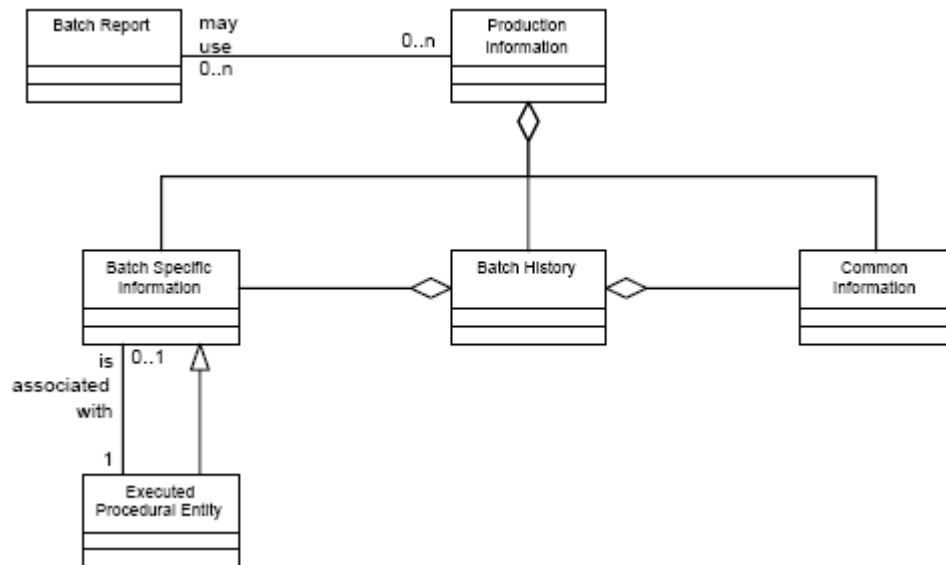 Batch Report
may
use
0..n
0..n
Production
Information
Batch Specific
Information
Batch History
Common
Information
is
associated
with
0..1
1
Executed
Procedural Entity